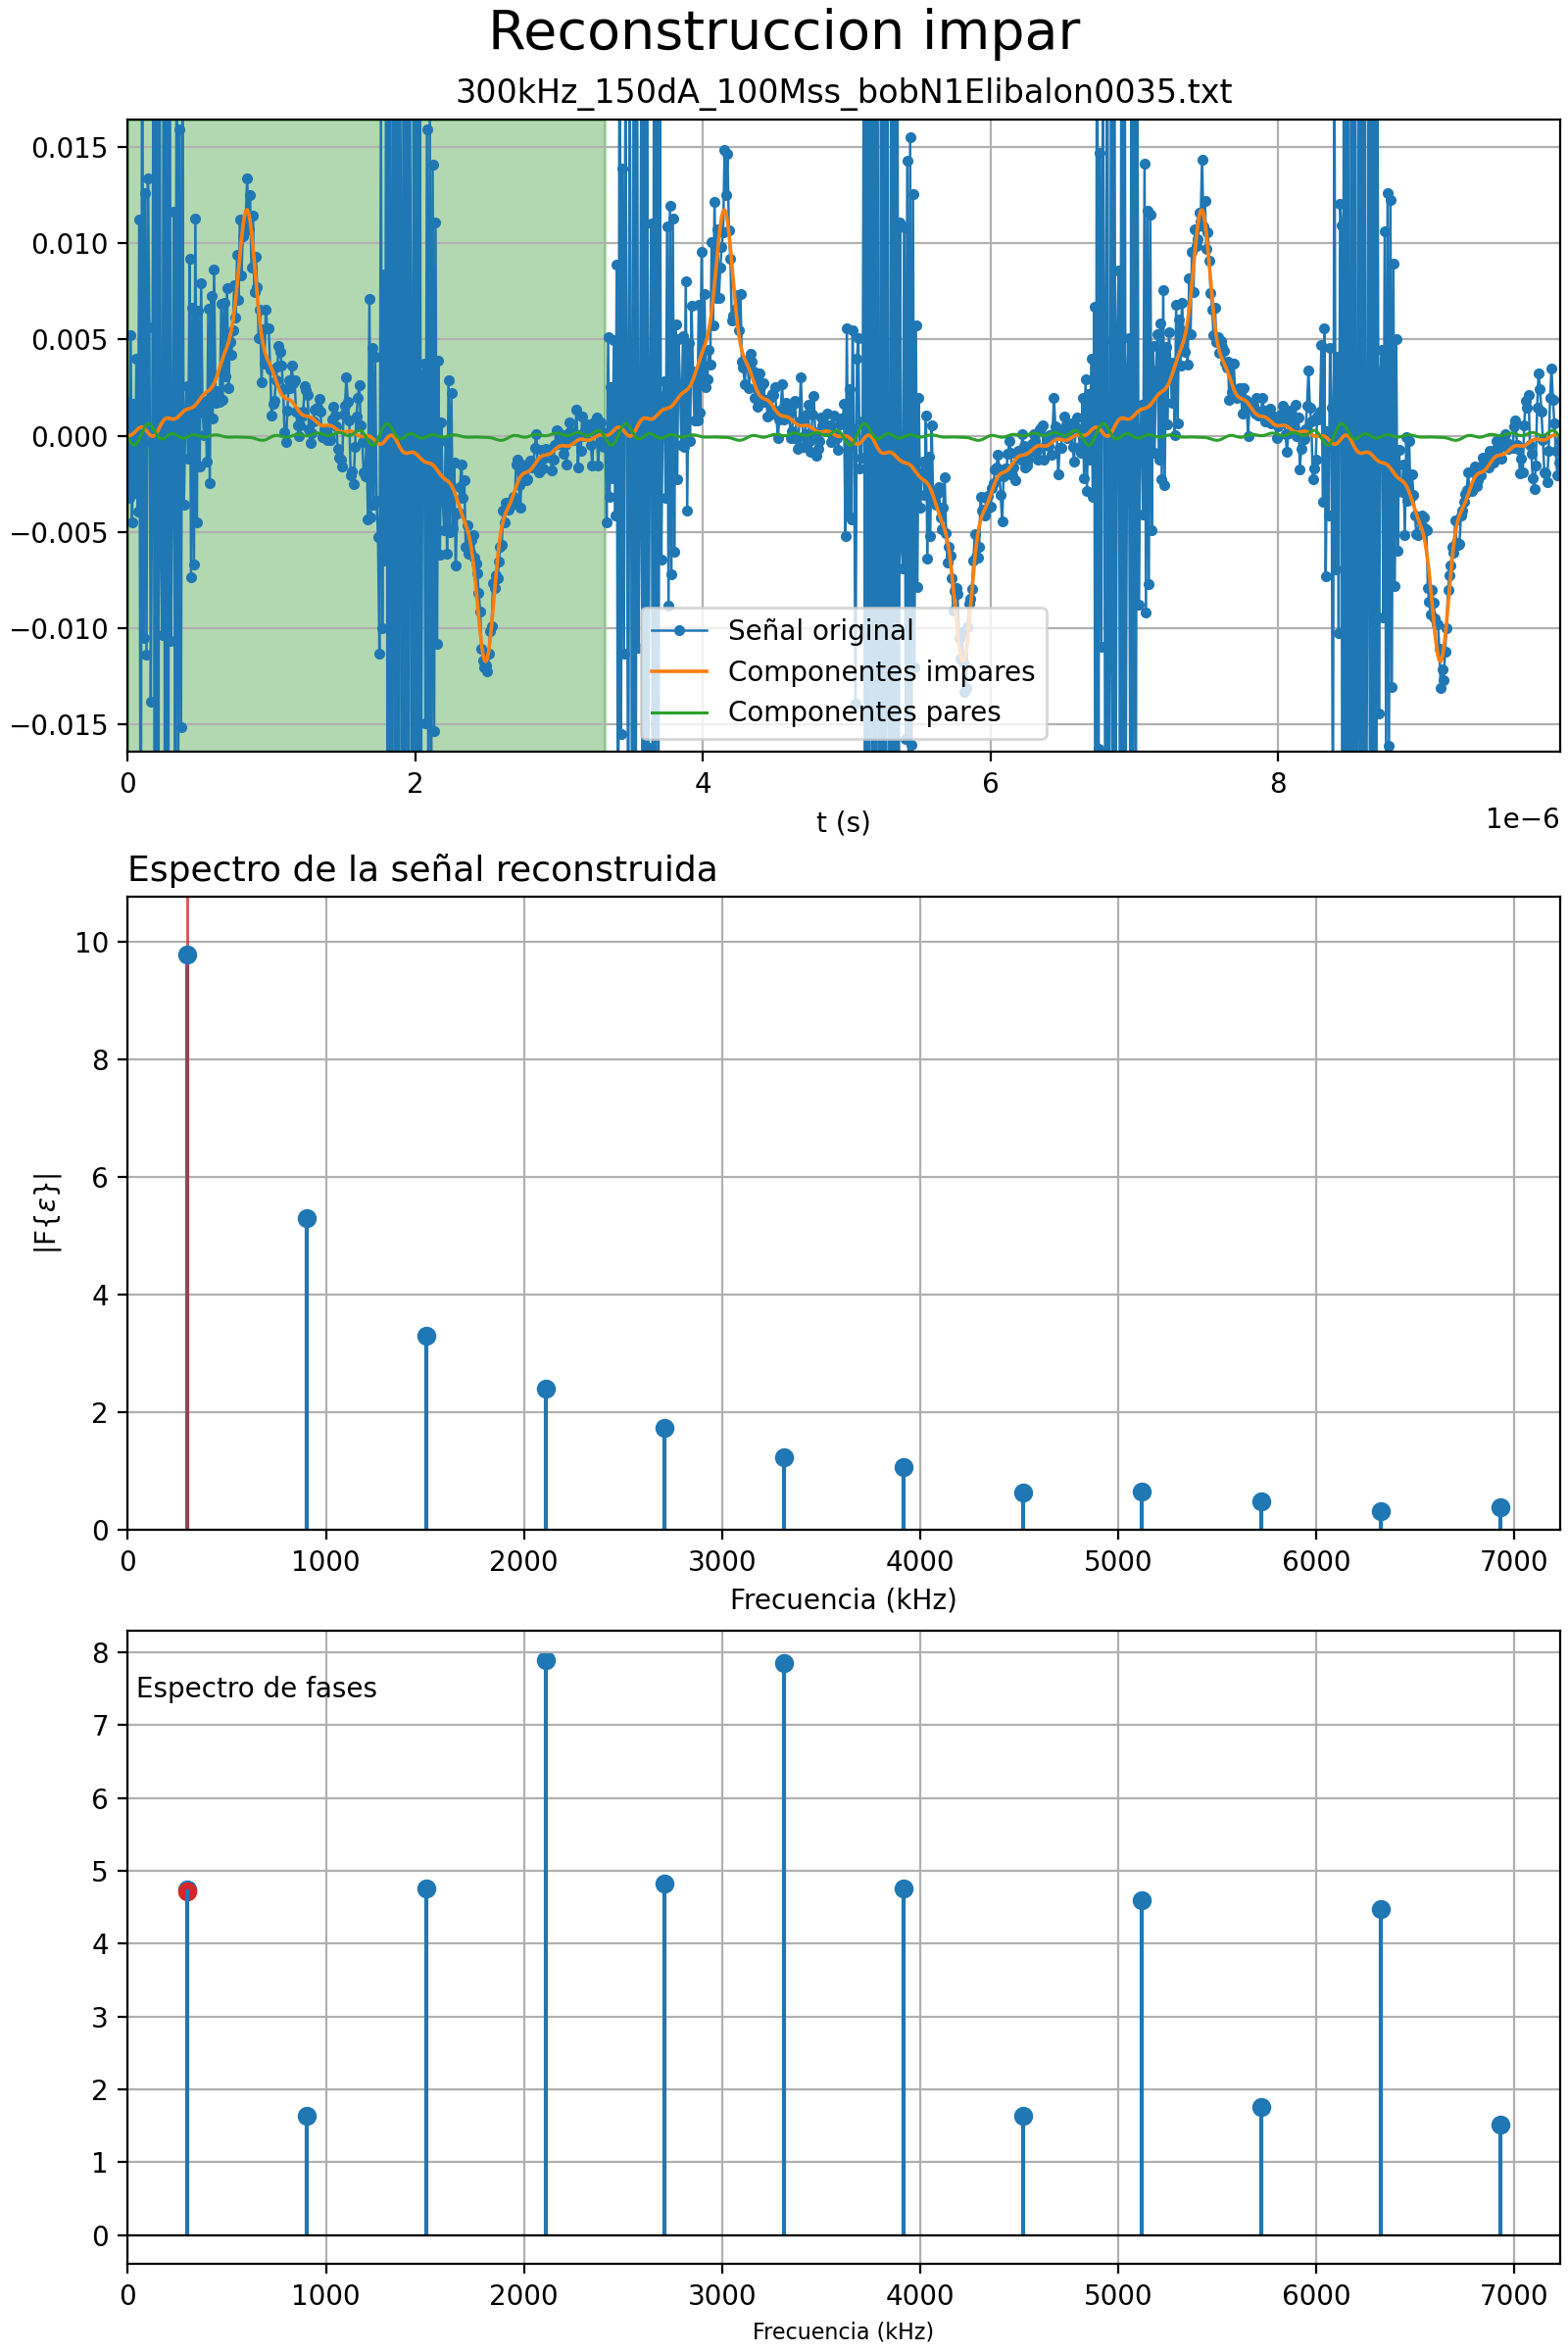 Reconstruccion impar
300kHz_150dA_100Mss_bobN1Elibalon0035.txt
0.015
0.010
0.005
0.000
−0.005
−0.010
−0.015
Señal original
Componentes impares
Componentes pares
0 2 4 6 8
t (s)
1e−6
Espectro de la señal reconstruida
10
8
6
4
2
0
|F{ε}|
0 1000 2000 3000 4000 5000 6000 7000
Frecuencia (kHz)
8
Espectro de fases
7
6
5
4
3
2
1
0
0 1000 2000 3000 4000 5000 6000 7000
Frecuencia (kHz)